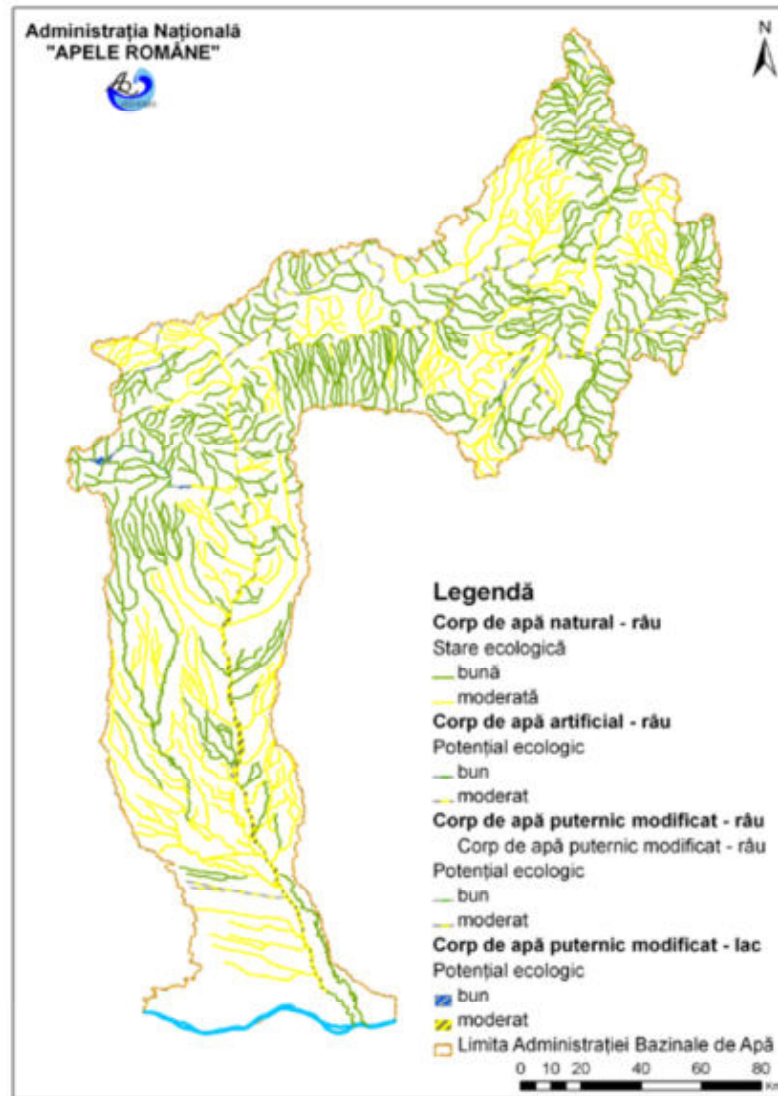 Administrația Națională
"APELE ROMÂNE"
N
Legendă
Corp de apă natural - râu
Stare ecologică
bună
moderată
Corp de apă artificial - râu
Potențial ecologic
bun
moderat
Corp de apă puternic modificat - râu
Corp de apă puternic modificat - râu
Potențial ecologic
bun
moderat
Corp de apă puternic modificat - lac
Potențial ecologic
bun
moderat
Limita Administrației Bazinale de Apă
0 10 20 40 60 80
Km